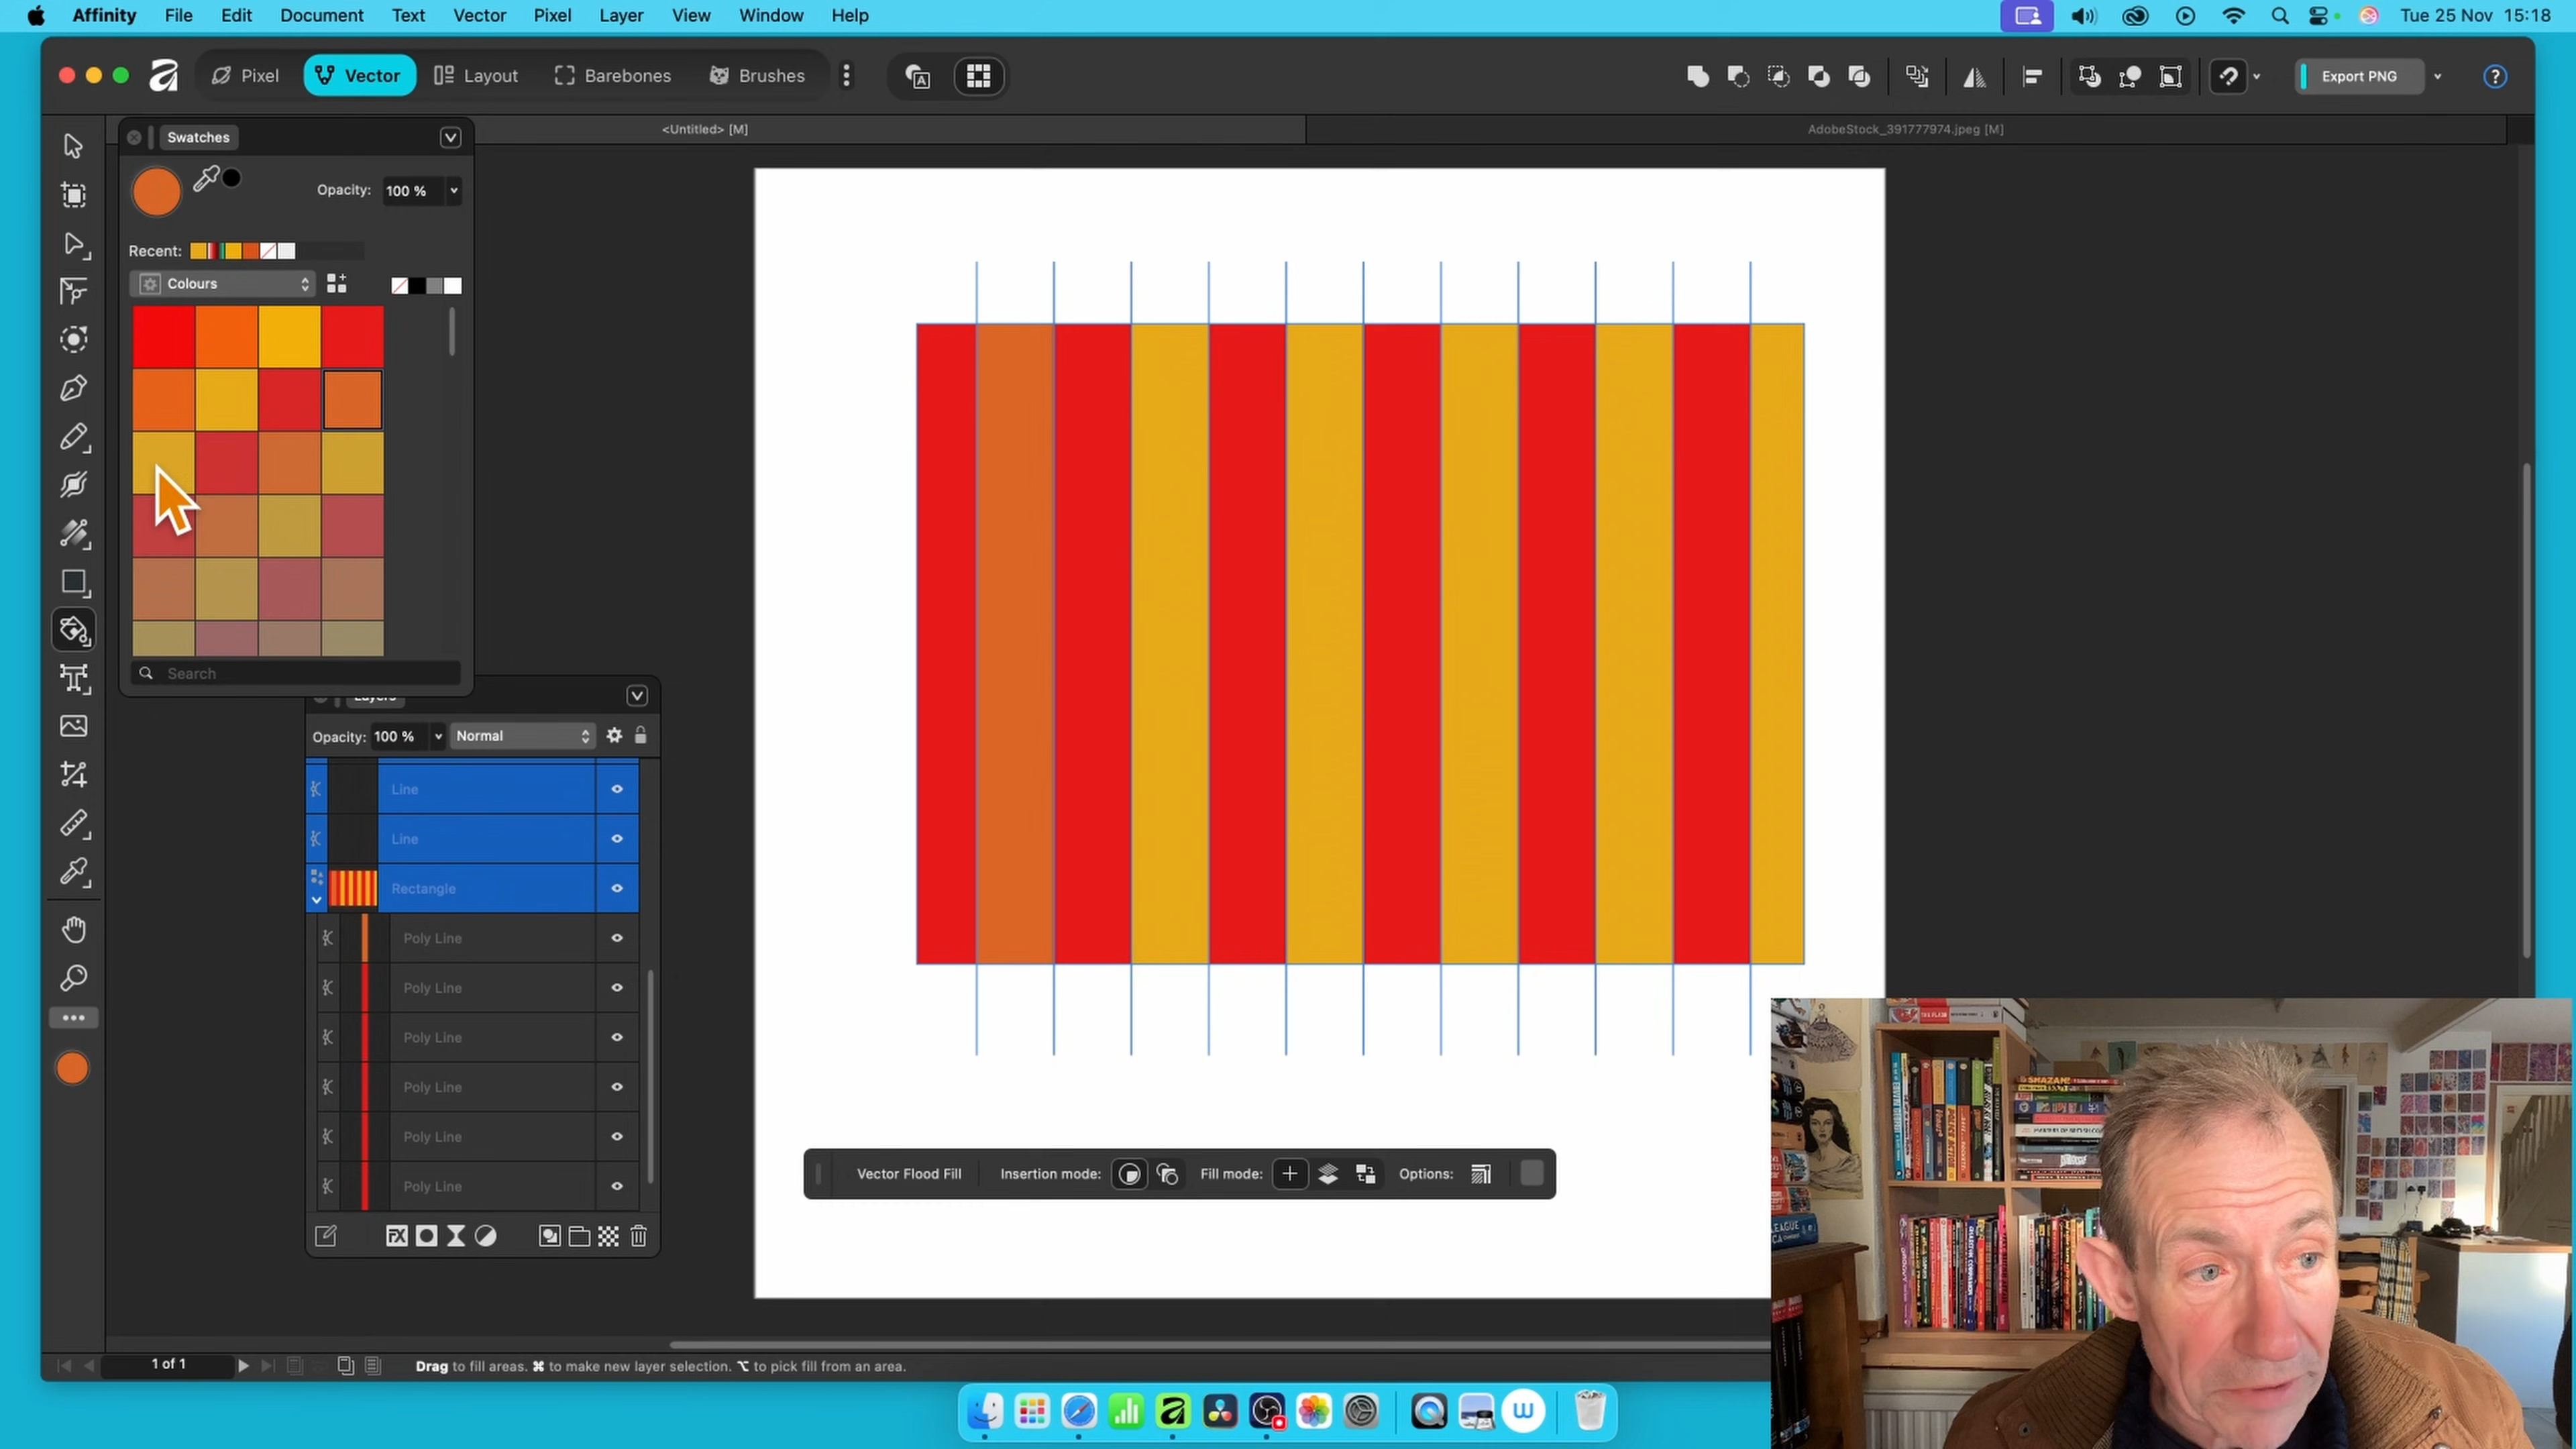 Affinity File Edit Document Text Vector Pixel Layer View Window Help Tue 25 Nov 15:18
Pixel Vector Layout Barebones Brushes Export PNG
<Untitled> [M] AdobeStock_391777974.jpeg [M]
Swatches
Opacity: 100 %
Recent:
Colours
Search
Layers
Opacity: 100 % Normal
Line
Line
Rectangle
Poly Line
Poly Line
Poly Line
Poly Line
Poly Line
Poly Line
Vector Flood Fill Insertion mode: Fill mode: Options:
1 of 1 Drag to fill areas. ⌘ to make new layer selection. ⌥ to pick fill from an area.
SHAZAM!